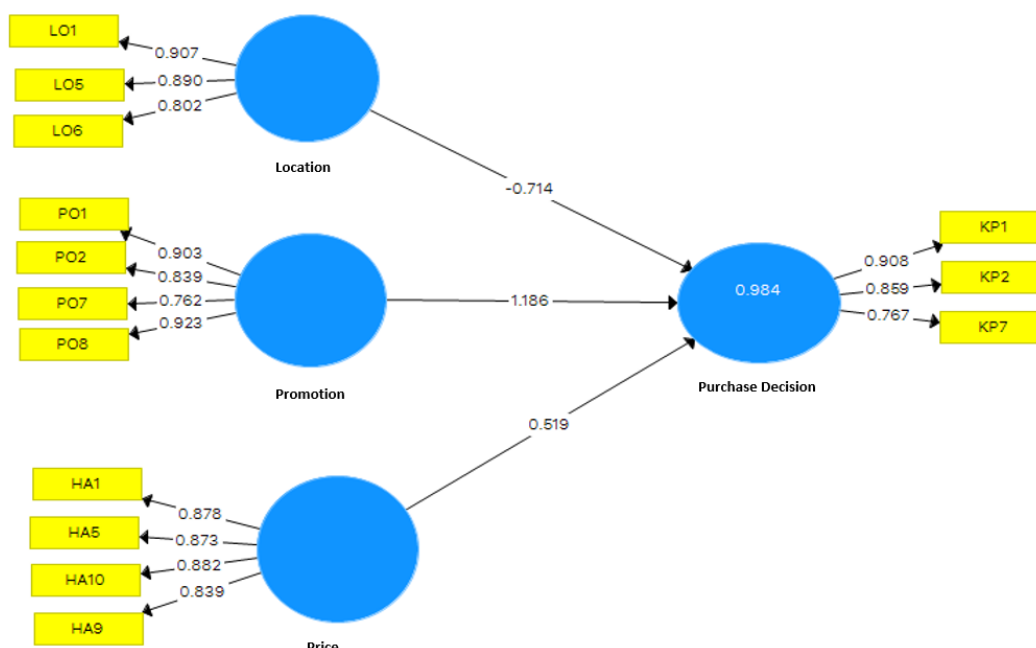 LO1
0.907
LO5
0.890
0.802
LO6
Location
-0.714
PO1
0.903
PO2
0.839
PO7
0.762
0.923
PO8
Promotion
1.186
0.984
Purchase Decision
KP1
0.908
KP2
0.859
0.767
KP7
0.519
HA1
0.878
HA5
0.873
HA10
0.882
0.839
HA9
Price